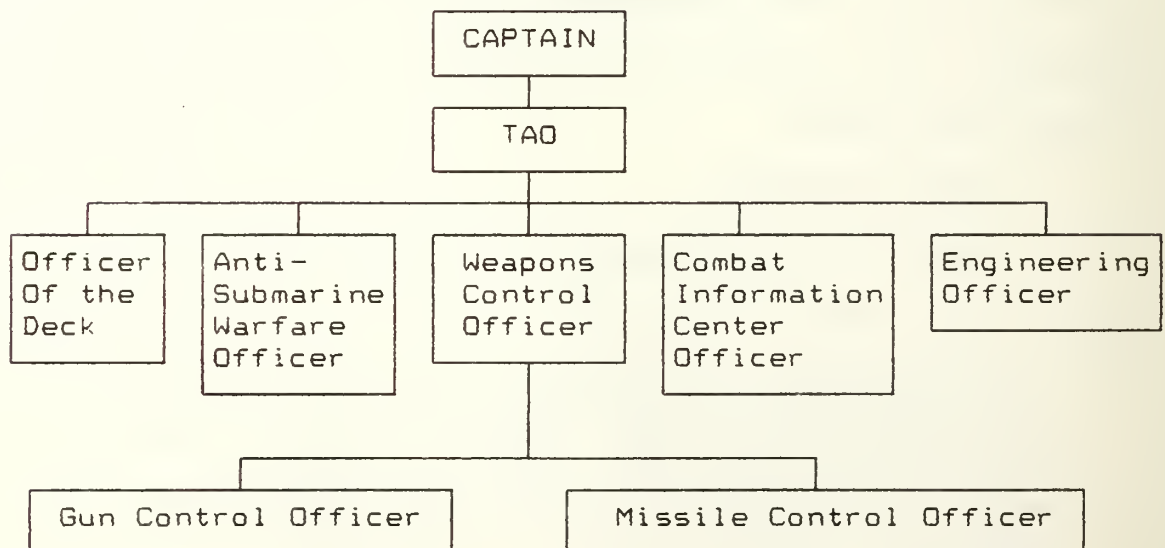 CAPTAIN
TAO
Officer
Of the
Deck
Anti-
Submarine
Warfare
Officer
Weapons
Control
Officer
Combat
Information
Center
Officer
Engineering
Officer
Gun Control Officer
Missile Control Officer